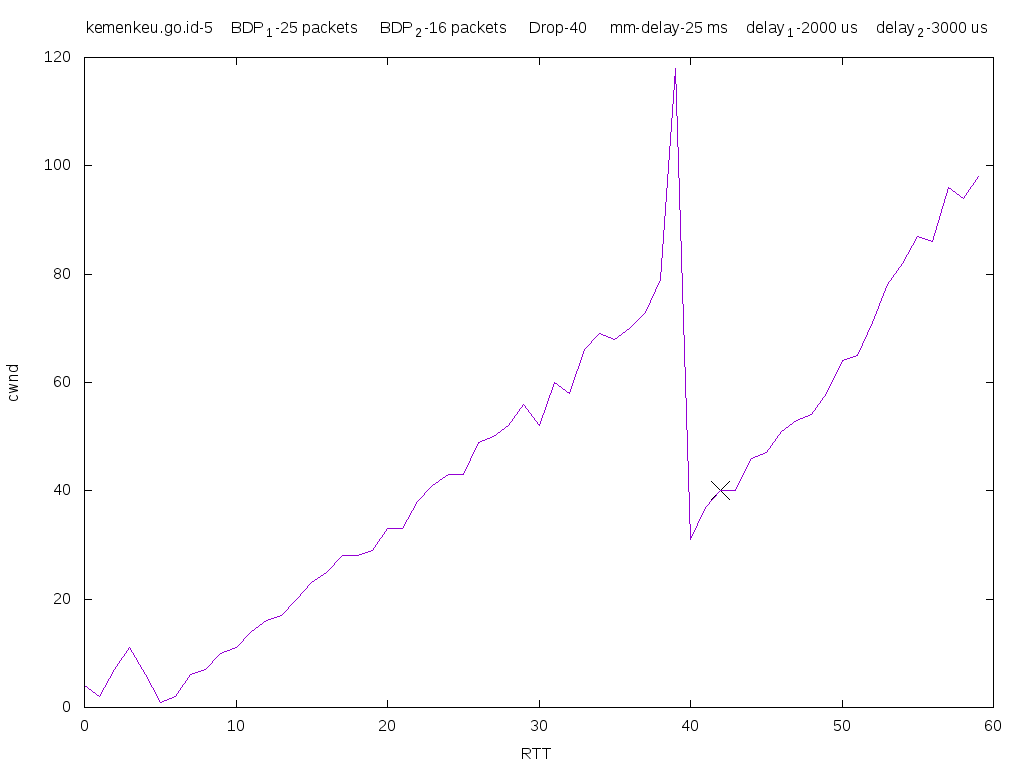 kemenkeu.go.id-5 BDP1-25 packets BDP2-16 packets Drop-40 mm-delay-25 ms delay1-2000 us delay2-3000 us
120
100
80
60
40
20
0
cwnd
0 10 20 30 40 50 60
RTT